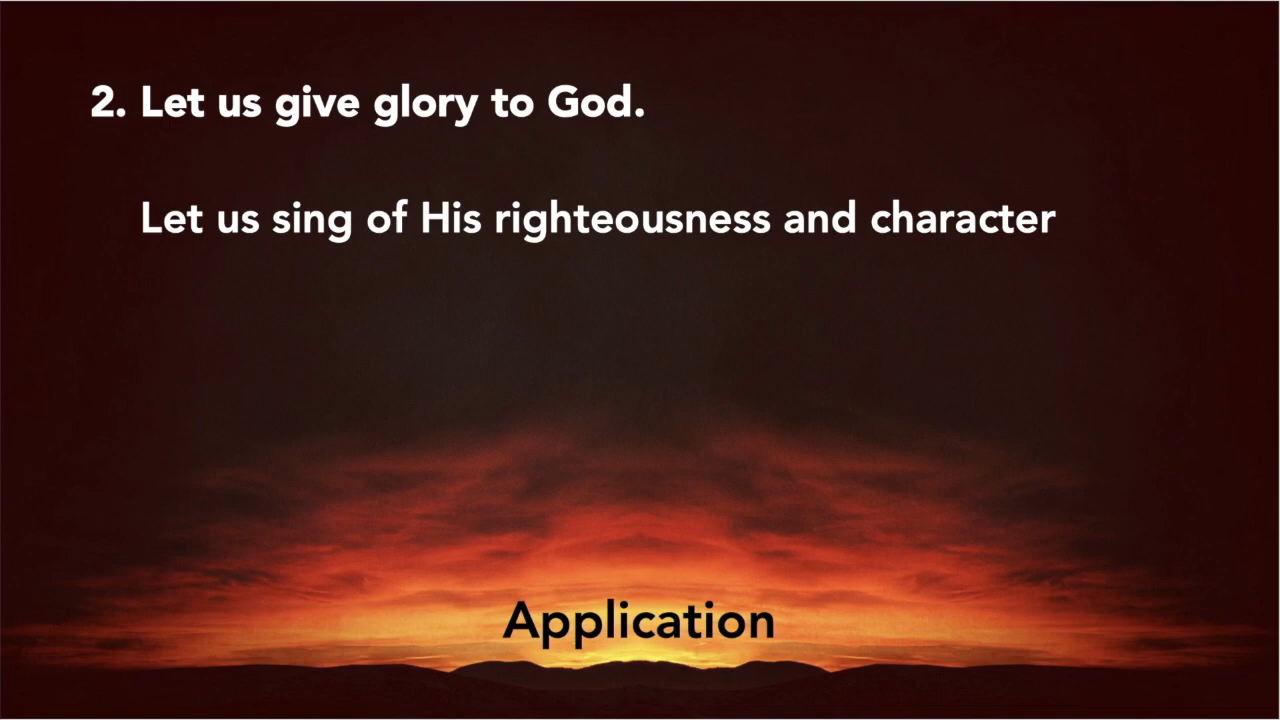 2. Let us give glory to God.
Let us sing of His righteousness and character
Application